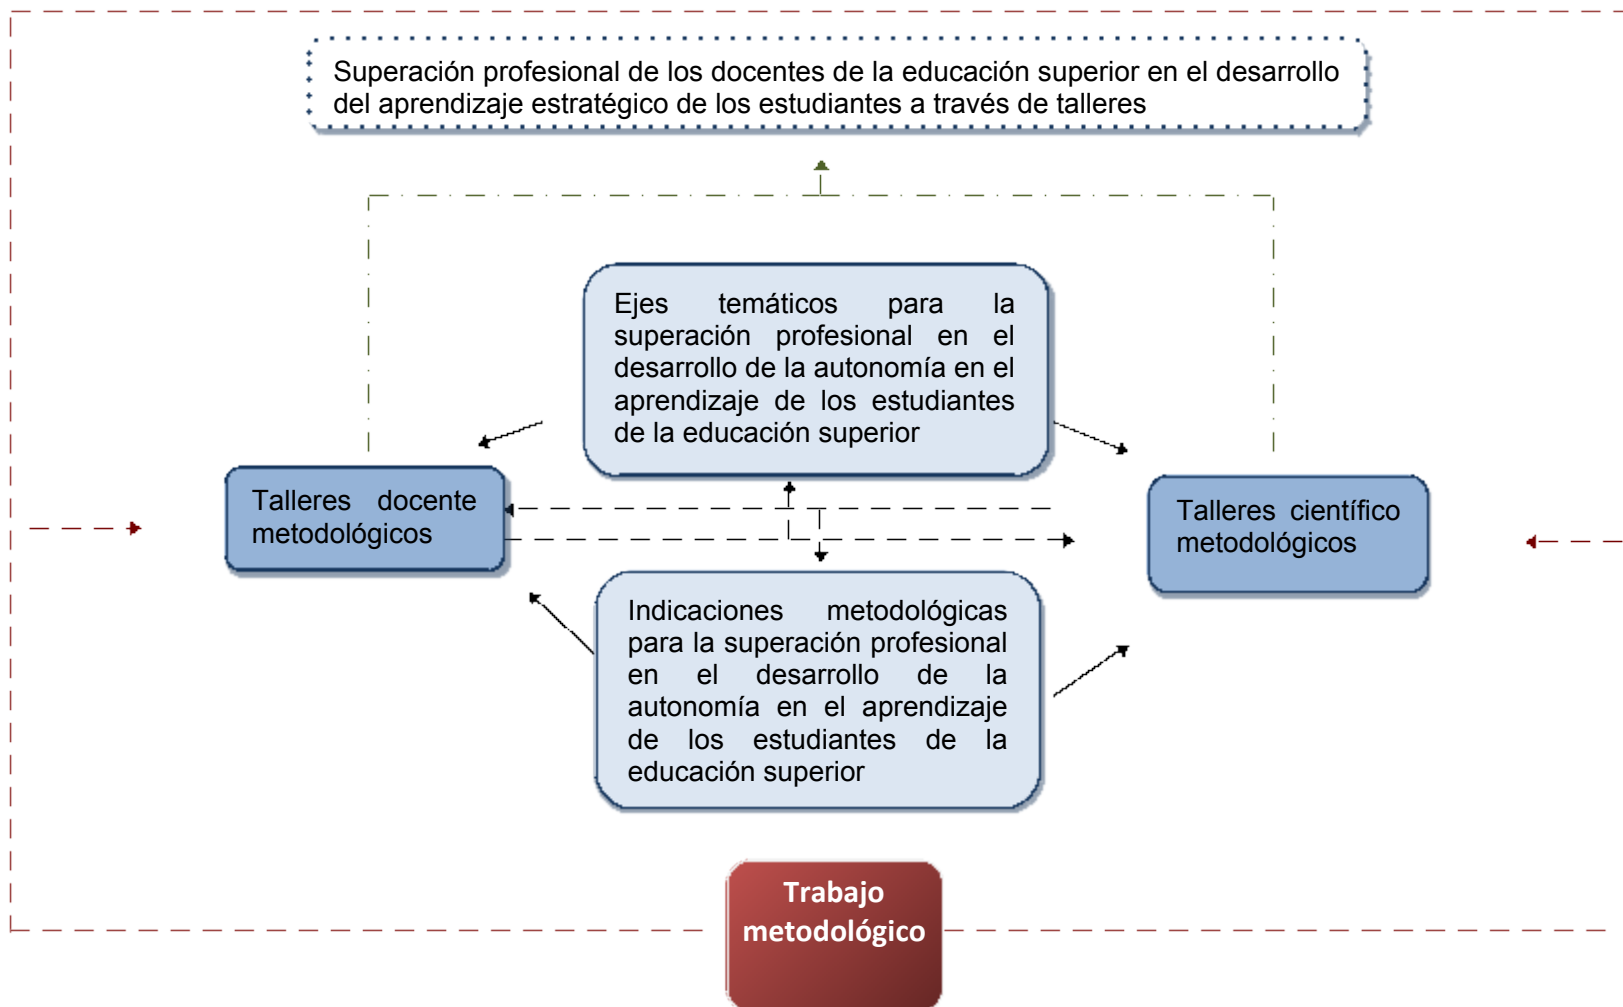 Superación profesional de los docentes de la educación superior en el desarrollo
del aprendizaje estratégico de los estudiantes a través de talleres
Ejes temáticos para la
superación profesional en el
desarrollo de la autonomía en el
aprendizaje de los estudiantes
de la educación superior
Talleres docente
metodológicos
Talleres científico
metodológicos
Indicaciones metodológicas
para la superación profesional
en el desarrollo de la
autonomía en el aprendizaje
de los estudiantes de la
educación superior
Trabajo
metodológico